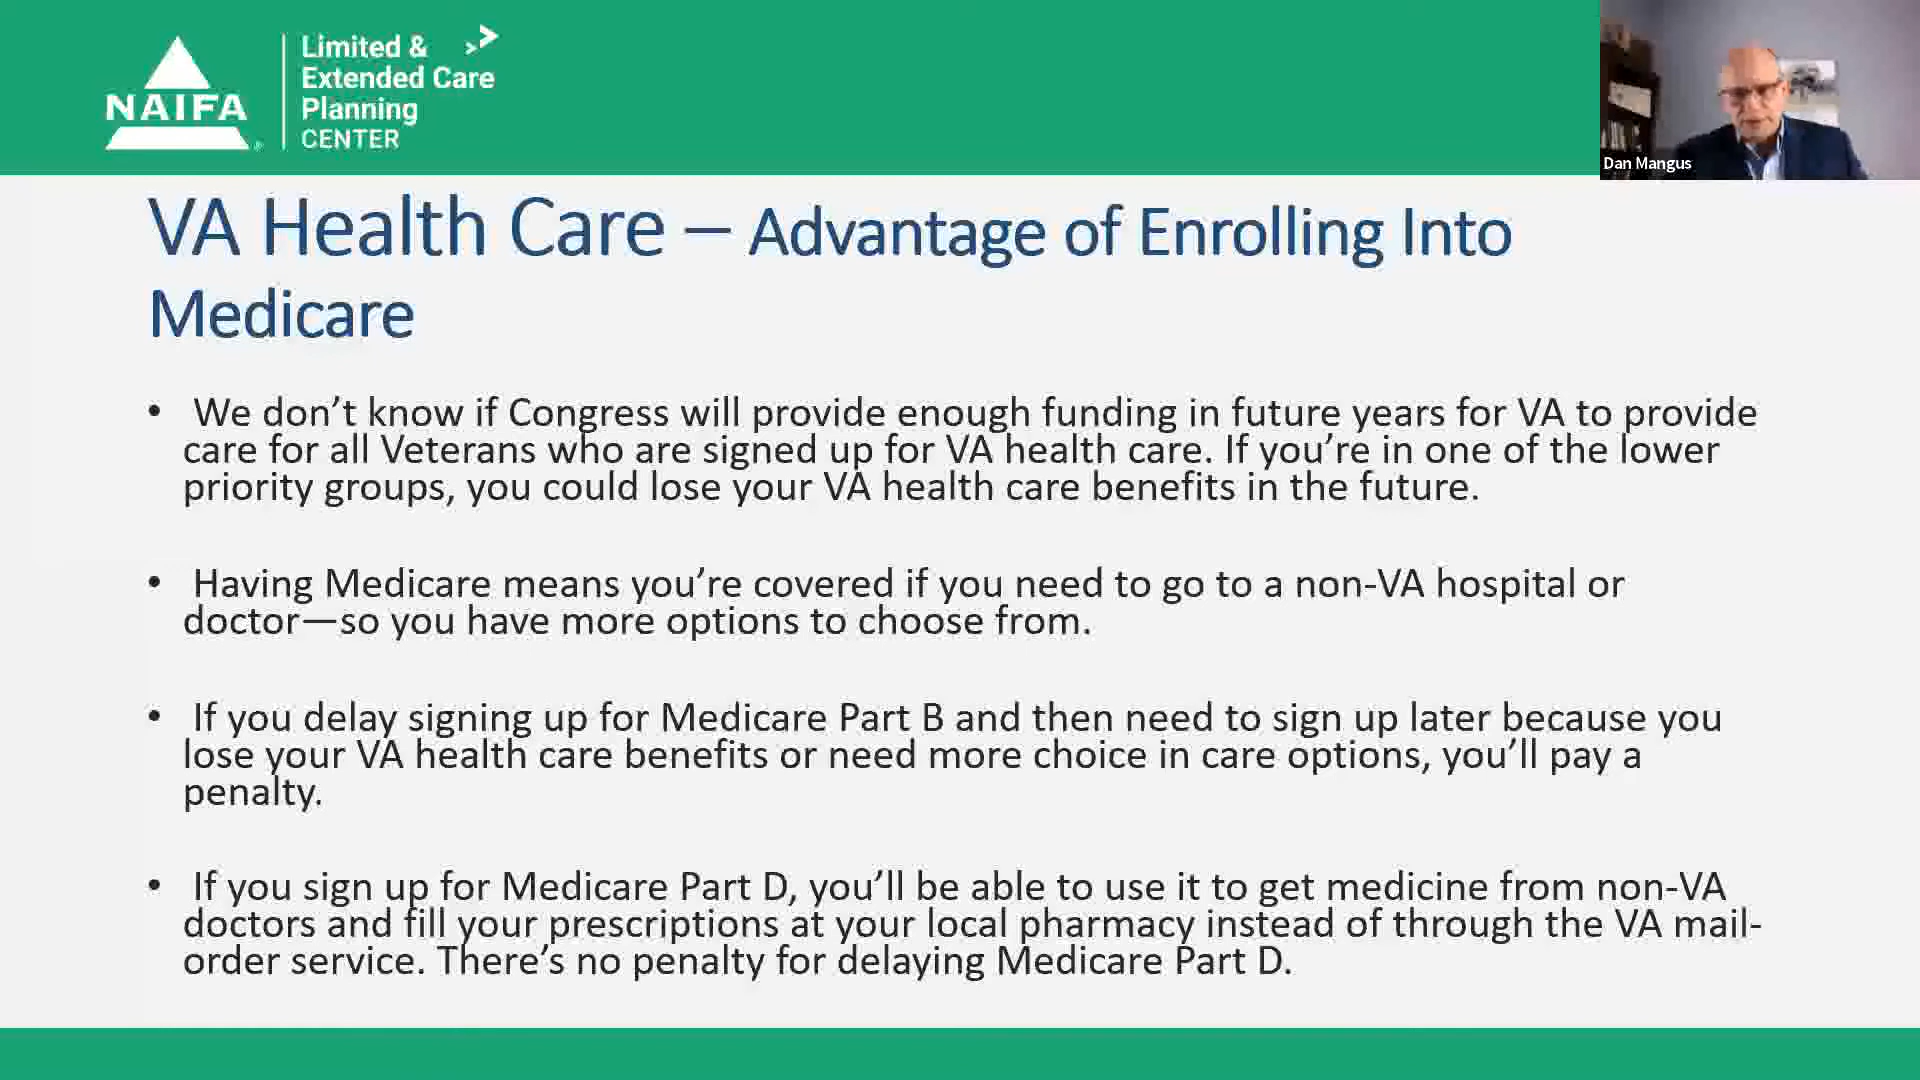 NAIFA
Limited &
Extended Care
Planning
CENTER
Dan Mangus
VA Health Care – Advantage of Enrolling Into
Medicare
• We don’t know if Congress will provide enough funding in future years for VA to provide
care for all Veterans who are signed up for VA health care. If you’re in one of the lower
priority groups, you could lose your VA health care benefits in the future.
• Having Medicare means you’re covered if you need to go to a non-VA hospital or
doctor—so you have more options to choose from.
• If you delay signing up for Medicare Part B and then need to sign up later because you
lose your VA health care benefits or need more choice in care options, you’ll pay a
penalty.
• If you sign up for Medicare Part D, you’ll be able to use it to get medicine from non-VA
doctors and fill your prescriptions at your local pharmacy instead of through the VA mail-
order service. There’s no penalty for delaying Medicare Part D.